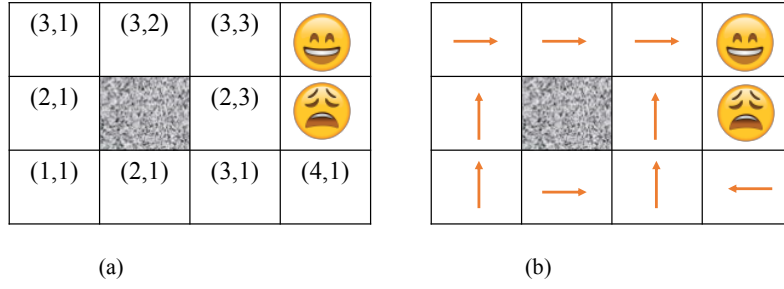 (3,1) (3,2) (3,3)
(2,1) (2,3)
(1,1) (2,1) (3,1) (4,1)
(a) (b)